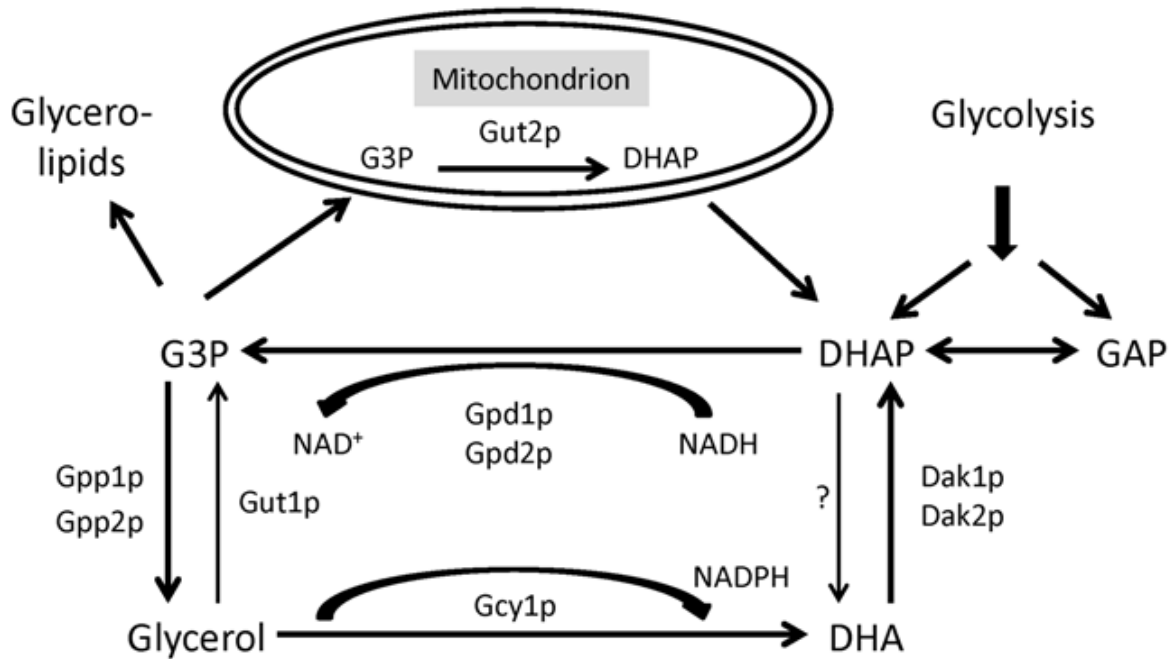 Mitochondrion
Glycero-
lipids
Glycolysis
Gut2p
G3P
DHAP
G3P
DHAP
GAP
Gpd1p
NAD⁺
NADH
Gpd2p
Gpp1p
Dak1p
Gut1p
?
Gpp2p
Dak2p
NADPH
Gcy1p
Glycerol
DHA